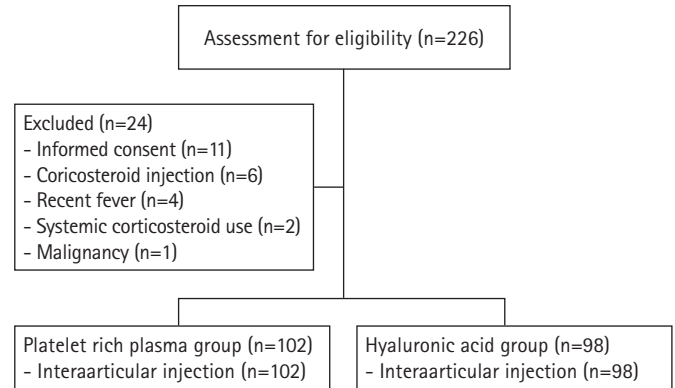 Assessment for eligibility (n=226)
Excluded (n=24)
- Informed consent (n=11)
- Coricosteroid injection (n=6)
- Recent fever (n=4)
- Systemic corticosteroid use (n=2)
- Malignancy (n=1)
Platelet rich plasma group (n=102)
- Interaarticular injection (n=102)
Hyaluronic acid group (n=98)
- Interaarticular injection (n=98)